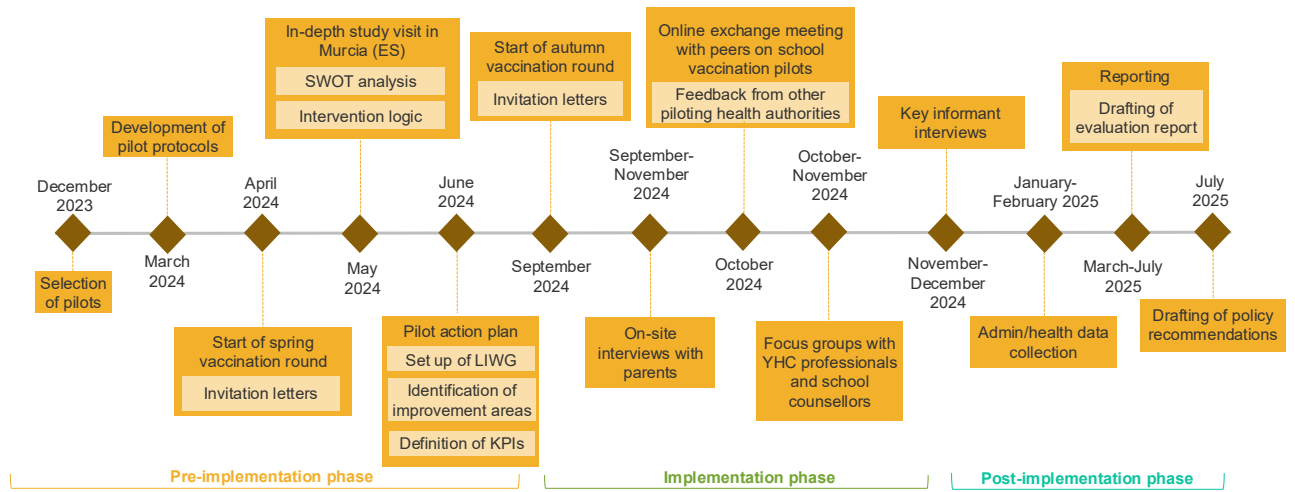 December
2023
Selection
of pilots
Development of
pilot protocols
March
2024
April
2024
Start of spring
vaccination round
Invitation letters
In-depth study visit in
Murcia (ES)
SWOT analysis
Intervention logic
May
2024
June
2024
Pilot action plan
Set up of LIWG
Identification of
improvement areas
Definition of KPIs
Start of autumn
vaccination round
Invitation letters
September
2024
September-
November
2024
On-site
interviews with
parents
Online exchange meeting
with peers on school
vaccination pilots
Feedback from other
piloting health authorities
October
2024
October-
November
2024
Focus groups with
YHC professionals
and school
counsellors
Key informant
interviews
November-
December
2024
January-
February 2025
Admin/health data
collection
Reporting
Drafting of
evaluation report
March-July
2025
July
2025
Drafting of policy
recommendations
Pre-implementation phase
Implementation phase
Post-implementation phase